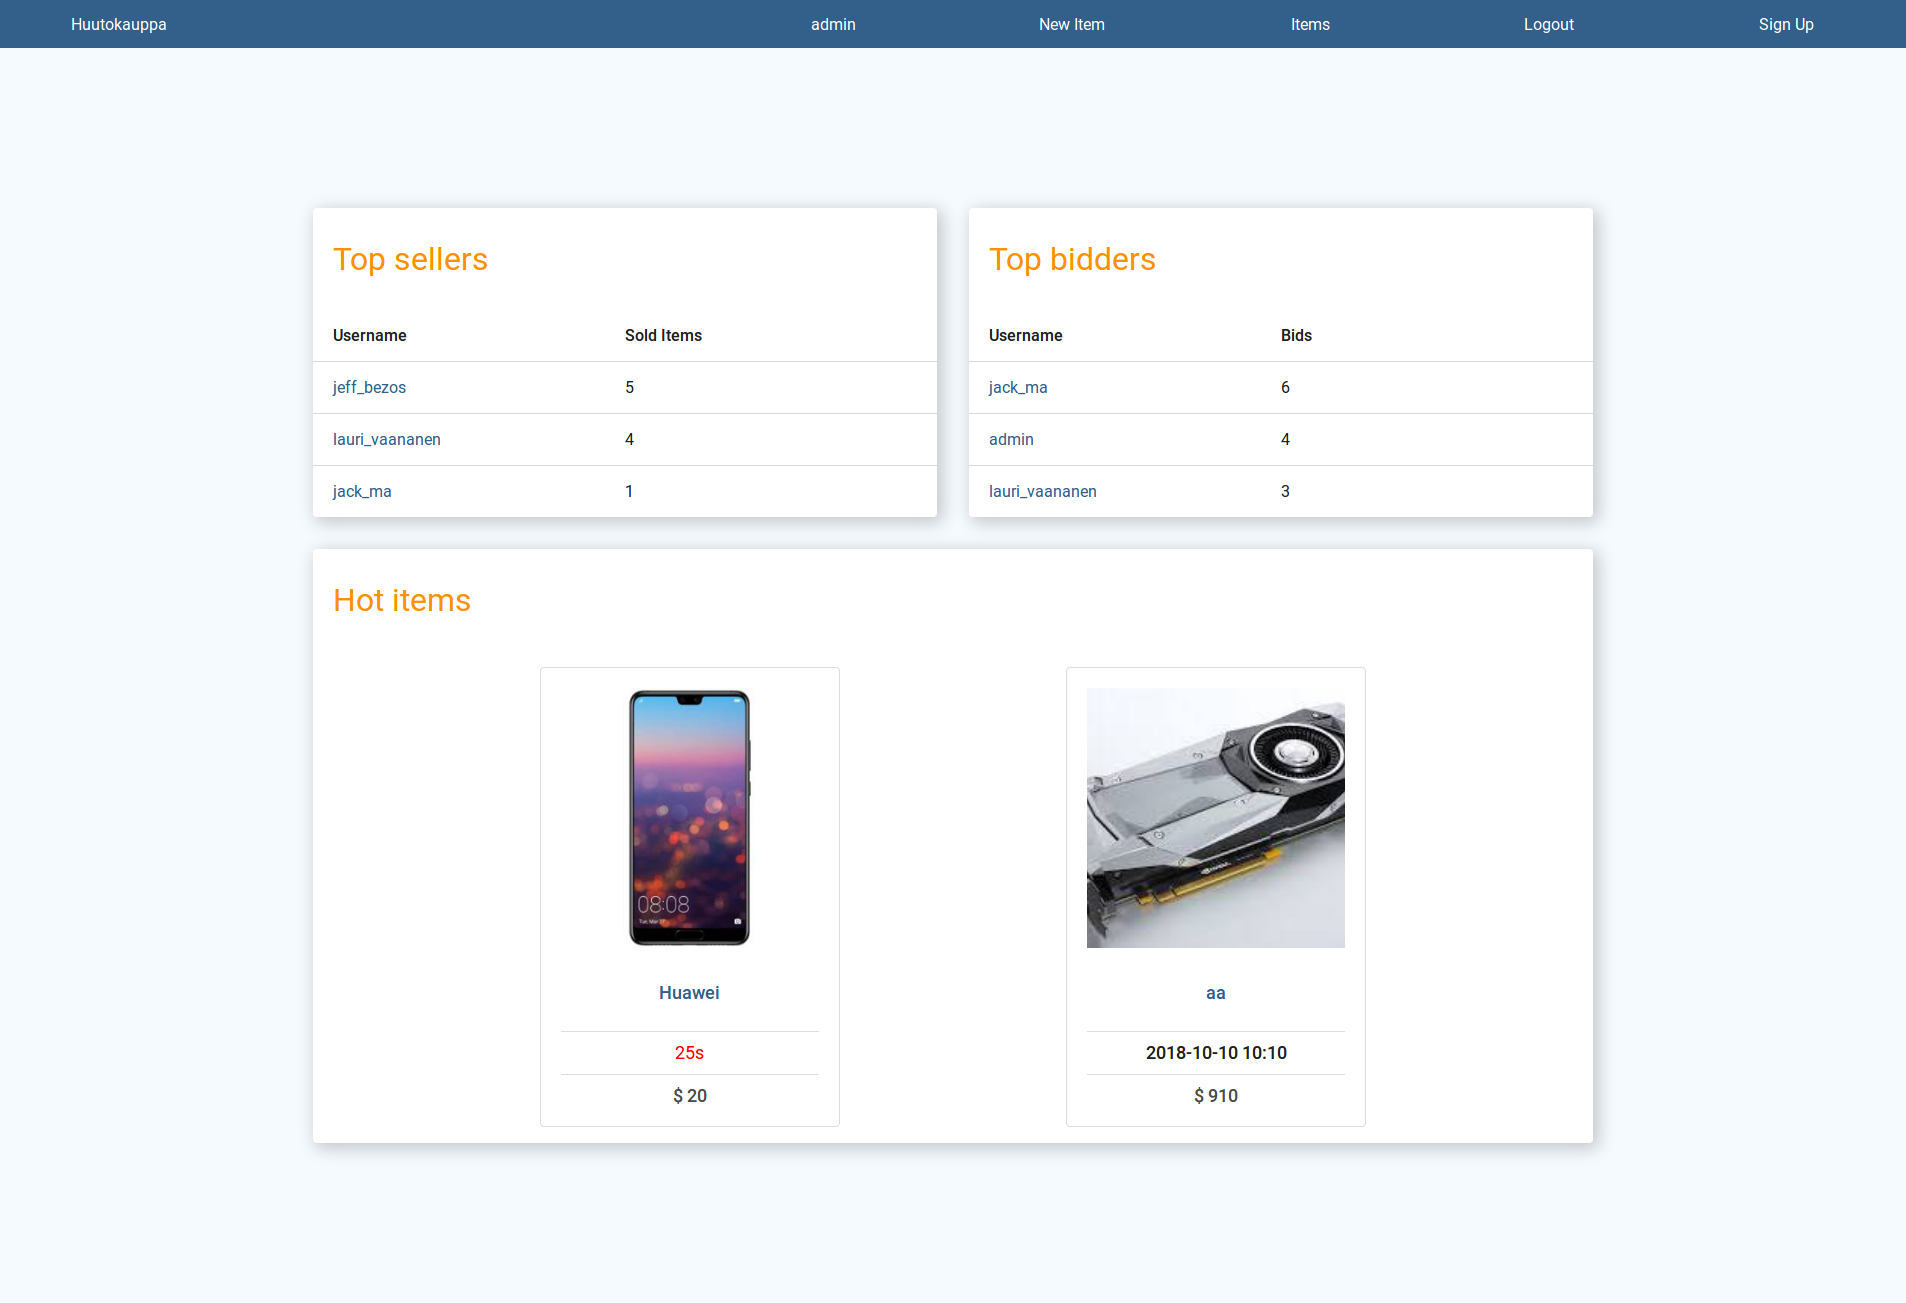 Huutokauppa admin New Item Items Logout Sign Up
Top sellers
Username Sold Items
jeff_bezos 5
lauri_vaananen 4
jack_ma 1
Top bidders
Username Bids
jack_ma 6
admin 4
lauri_vaananen 3
Hot items
08:08
Huawei
25s
$ 20
aa
2018-10-10 10:10
$ 910